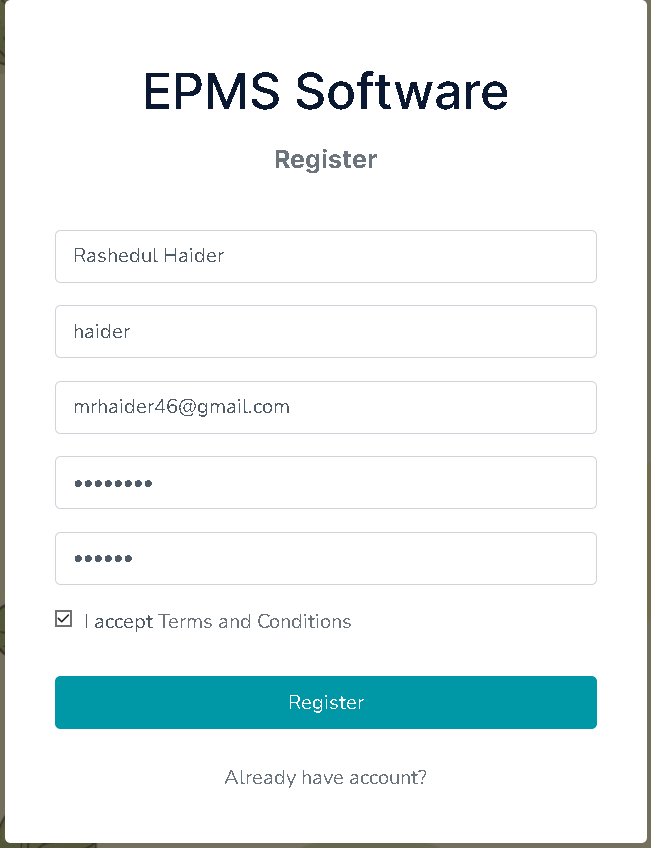 EPMS Software
Register
Rashedul Haider
haider
mrhaider46@gmail.com
••••••••
••••••
I accept Terms and Conditions
Register
Already have account?